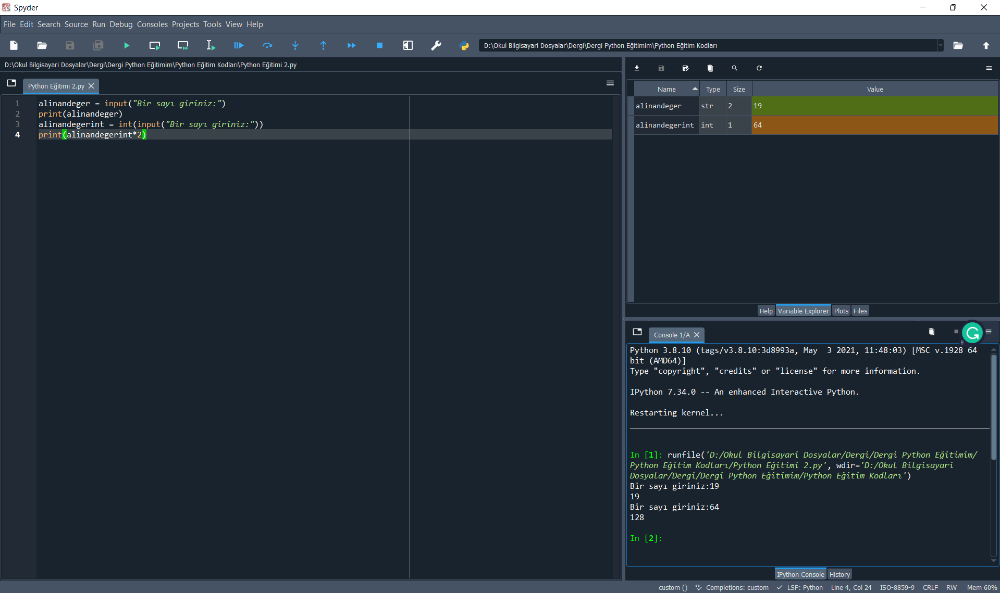 Spyder
File Edit Search Source Run Debug Consoles Projects Tools View Help
D:\Okul Bilgisayari Dosyalar\Dergi\Dergi Python Eğitimim\Python Eğitim Kodları
D:\Okul Bilgisayari Dosyalar\Dergi\Dergi Python Eğitimim\Python Eğitim Kodları\Python Eğitimi 2.py
Python Eğitimi 2.py
1 alinandeger = input("Bir sayı giriniz:")
2 print(alinandeger)
3 alinandegerint = int(input("Bir sayı giriniz:"))
4 print(alinandegerint*2)
Name Type Size Value
alinandeger str 2 19
alinandegerint int 1 64
Help Variable Explorer Plots Files
Console 1/A
Python 3.8.10 (tags/v3.8.10:3d8993a, May  3 2021, 11:48:03) [MSC v.1928 64
bit (AMD64)]
Type "copyright", "credits" or "license" for more information.
IPython 7.34.0 -- An enhanced Interactive Python.
Restarting kernel...
In [1]: runfile('D:/Okul Bilgisayari Dosyalar/Dergi/Dergi Python Eğitimim/
Python Eğitim Kodları/Python Eğitimi 2.py', wdir='D:/Okul Bilgisayari
Dosyalar/Dergi/Dergi Python Eğitimim/Python Eğitim Kodları')
Bir sayı giriniz:19
19
Bir sayı giriniz:64
128
In [2]:
IPython Console History
custom () Completions: custom LSP: Python Line 4, Col 24 ISO-8859-9 CRLF RW Mem 60%